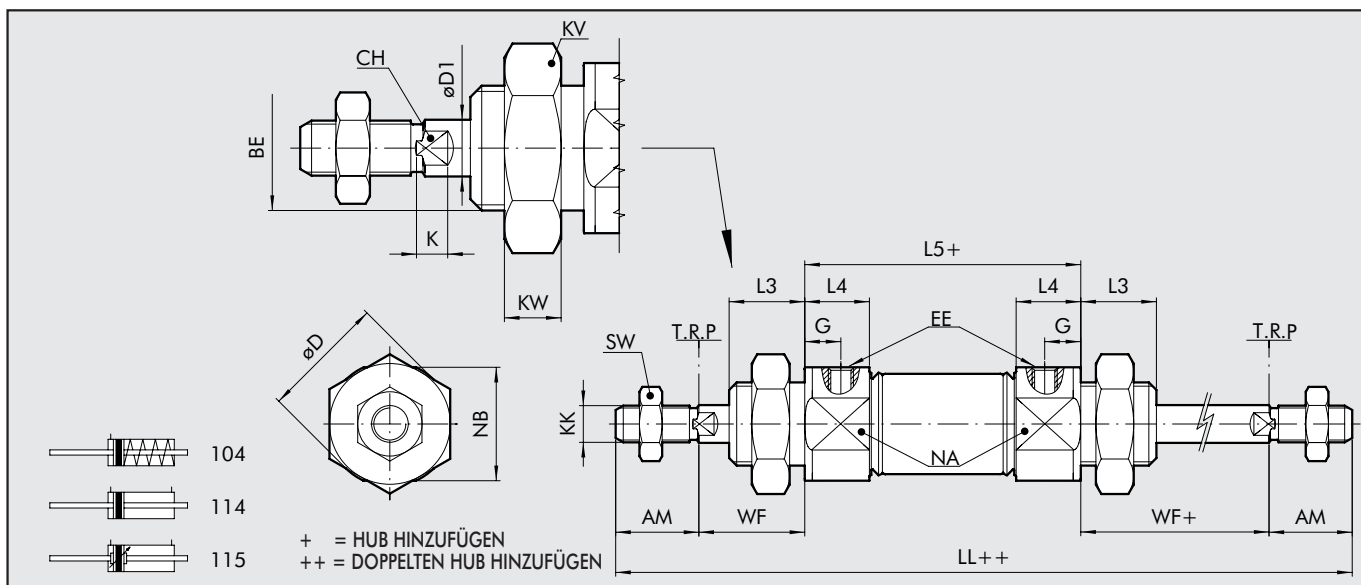 KV
CH
øD1
BE
K
KW
L5+
L3
L4
L4
L3
G
EE
G
T.R.P
T.R.P
SW
øD
NB
KK
NA
AM
WF
WF+
AM
LL++
104
114
115
+ = HUB HINZUFÜGEN
++ = DOPPELTEN HUB HINZUFÜGEN